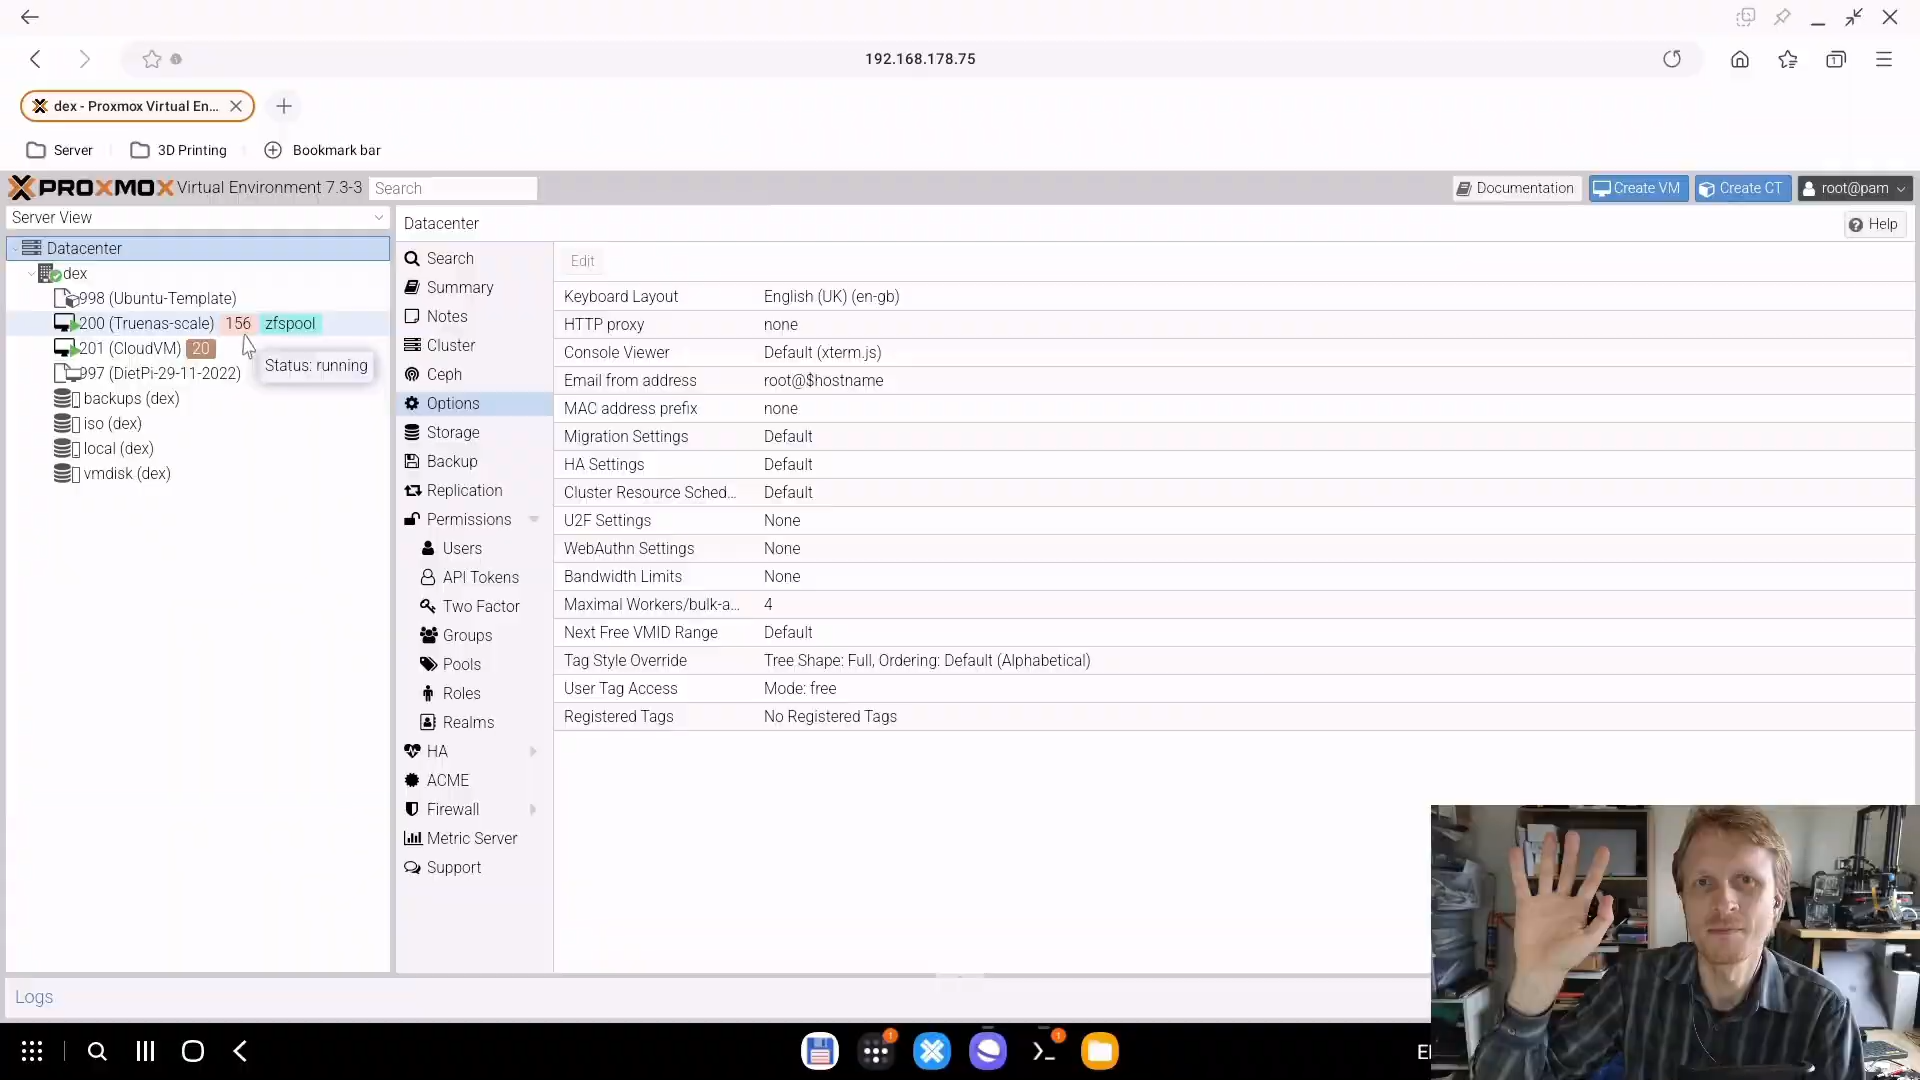 192.168.178.75
dex - Proxmox Virtual En...
Server
3D Printing
Bookmark bar
PROXMOX Virtual Environment 7.3-3
Search
Documentation
Create VM
Create CT
root@pam
Server View
Datacenter
dex
998 (Ubuntu-Template)
200 (Truenas-scale) 156 zfspool
201 (CloudVM) 20
Status: running
997 (DietPi-29-11-2022)
backups (dex)
iso (dex)
local (dex)
vmdisk (dex)
Datacenter
Help
Search
Summary
Notes
Cluster
Ceph
Options
Storage
Backup
Replication
Permissions
Users
API Tokens
Two Factor
Groups
Pools
Roles
Realms
HA
ACME
Firewall
Metric Server
Support
Edit
Keyboard Layout English (UK) (en-gb)
HTTP proxy none
Console Viewer Default (xterm.js)
Email from address root@$hostname
MAC address prefix none
Migration Settings Default
HA Settings Default
Cluster Resource Sched... Default
U2F Settings None
WebAuthn Settings None
Bandwidth Limits None
Maximal Workers/bulk-a... 4
Next Free VMID Range Default
Tag Style Override Tree Shape: Full, Ordering: Default (Alphabetical)
User Tag Access Mode: free
Registered Tags No Registered Tags
Logs
1
1